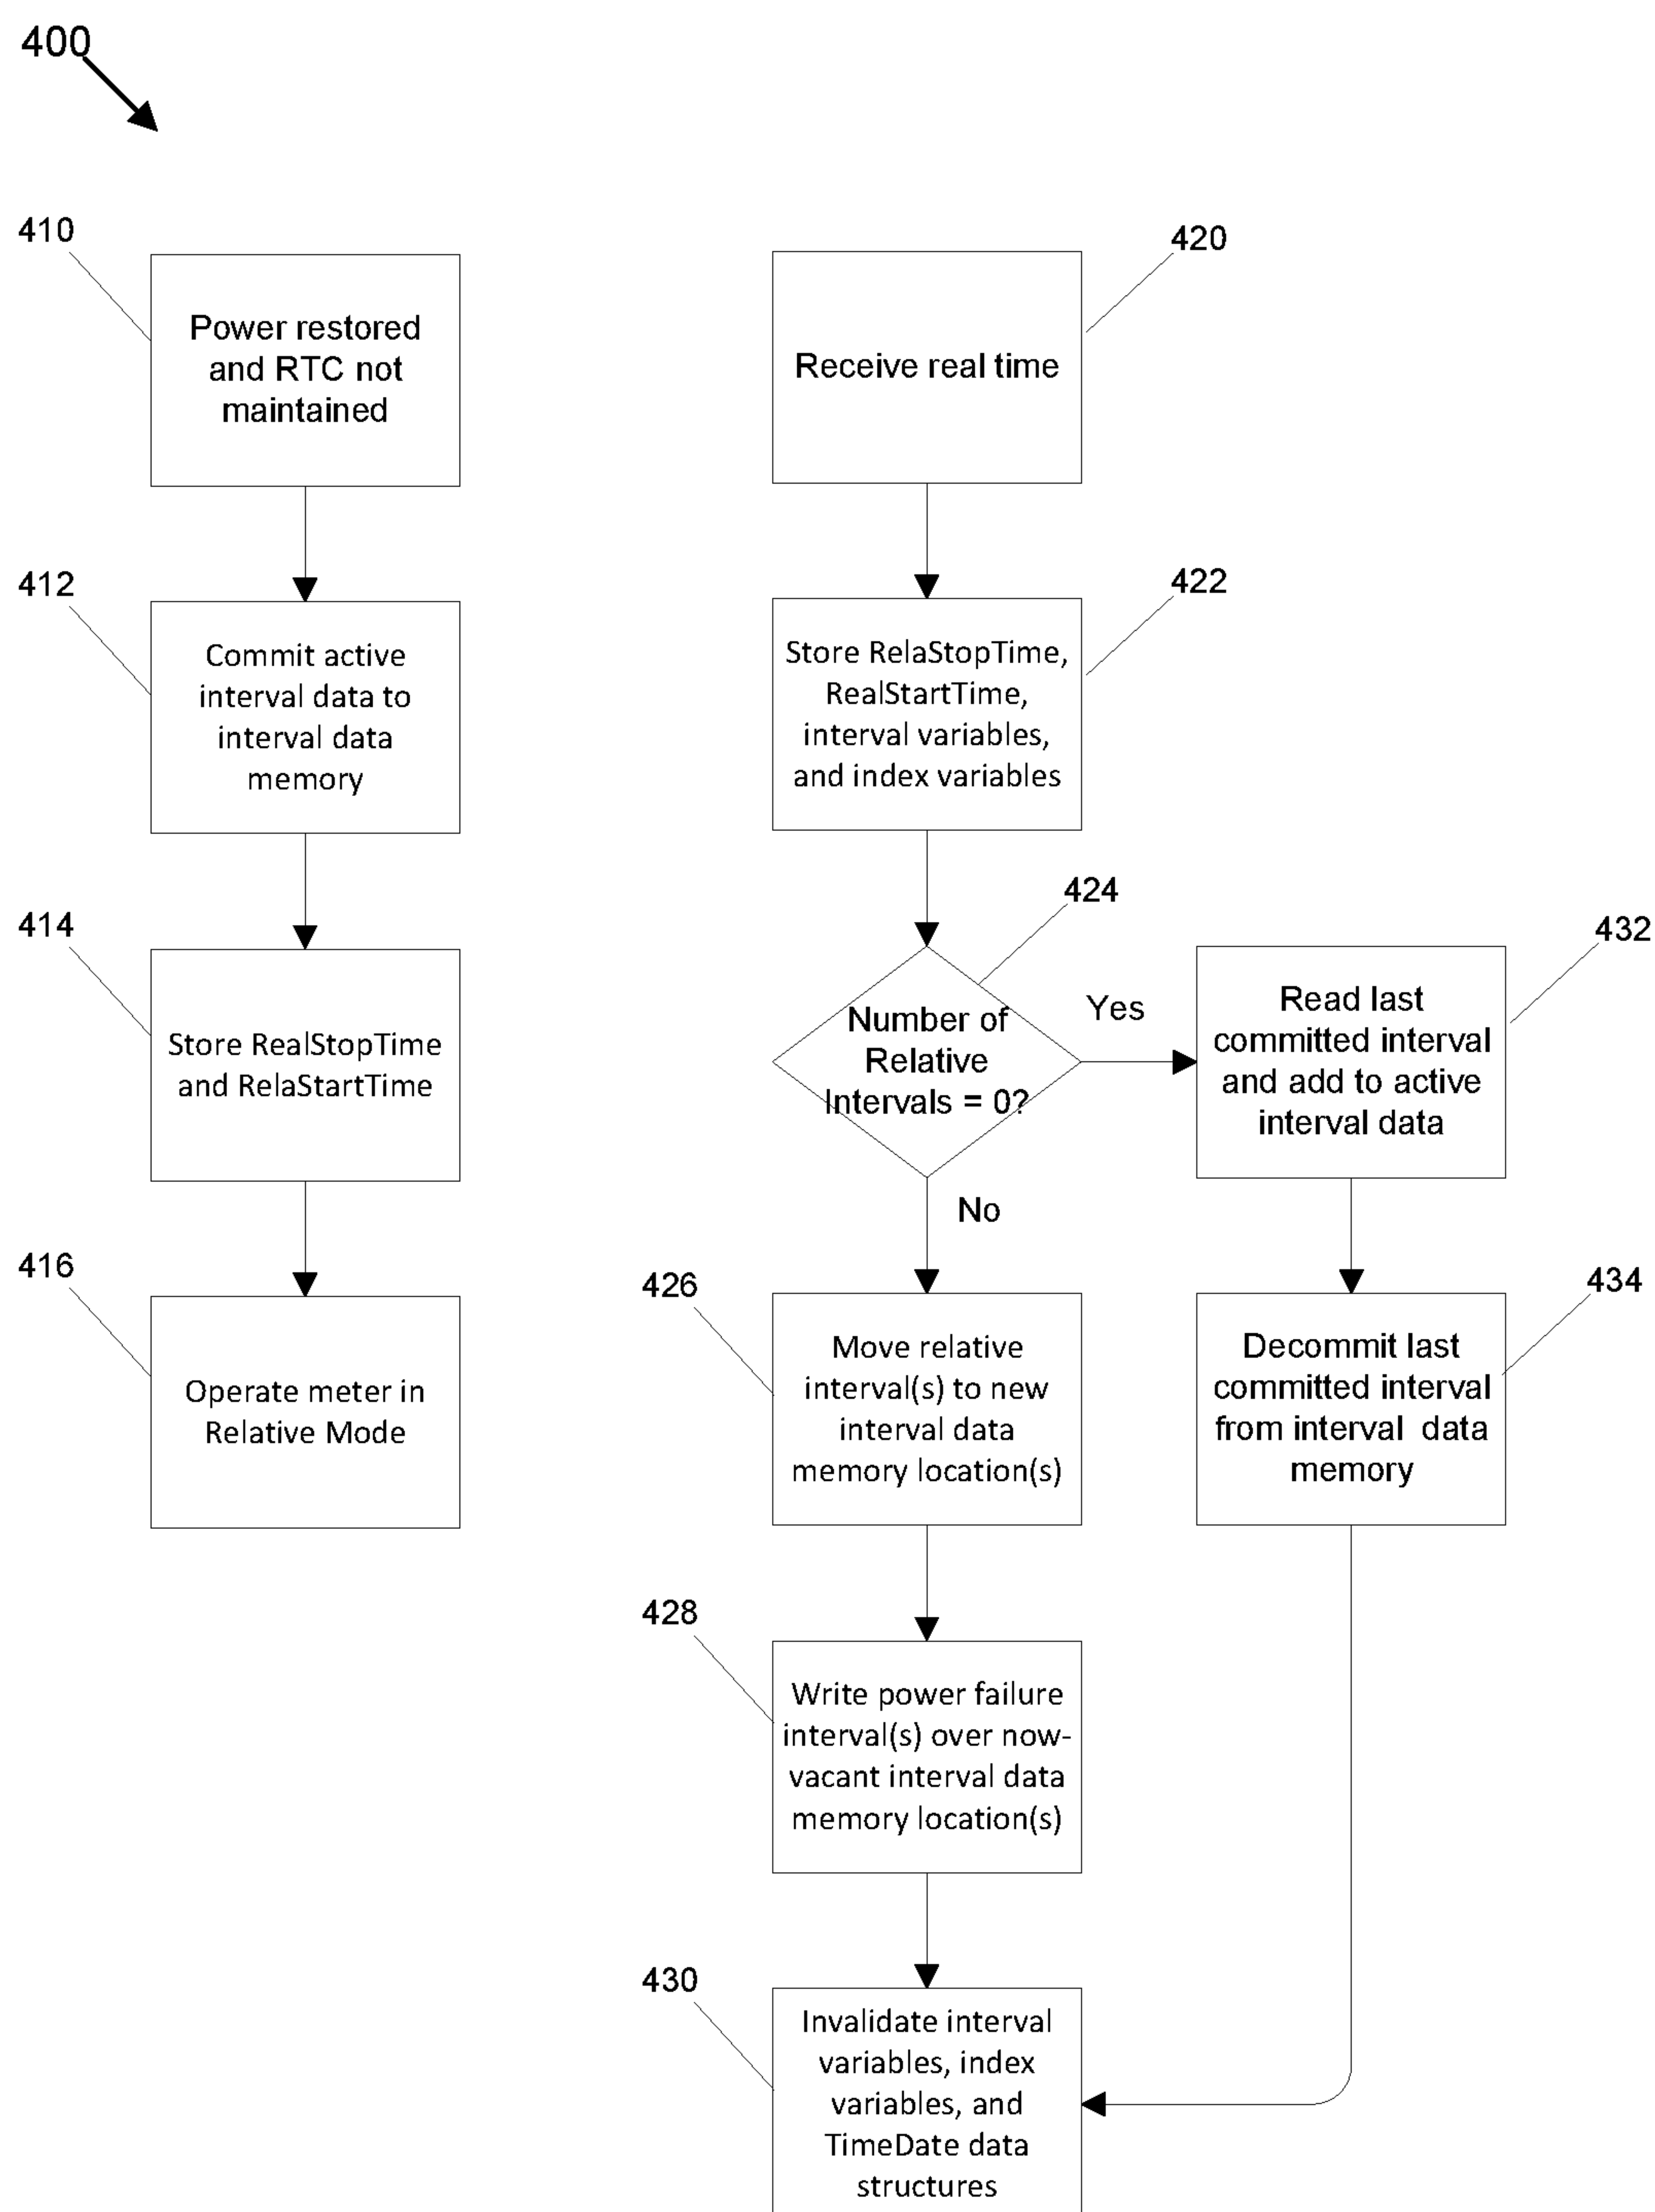 400
410
Power restored
and RTC not
maintained
412
Commit active
interval data to
interval data
memory
414
Store RealStopTime
and RelaStartTime
416
Operate meter in
Relative Mode
420
Receive real time
422
Store RelaStopTime,
RealStartTime,
interval variables,
and index variables
424
Number of
Relative
Intervals = 0?
Yes
No
432
Read last
committed interval
and add to active
interval data
434
Decommit last
committed interval
from interval data
memory
426
Move relative
interval(s) to new
interval data
memory location(s)
428
Write power failure
interval(s) over now-
vacant interval data
memory location(s)
430
Invalidate interval
variables, index
variables, and
TimeDate data
structures